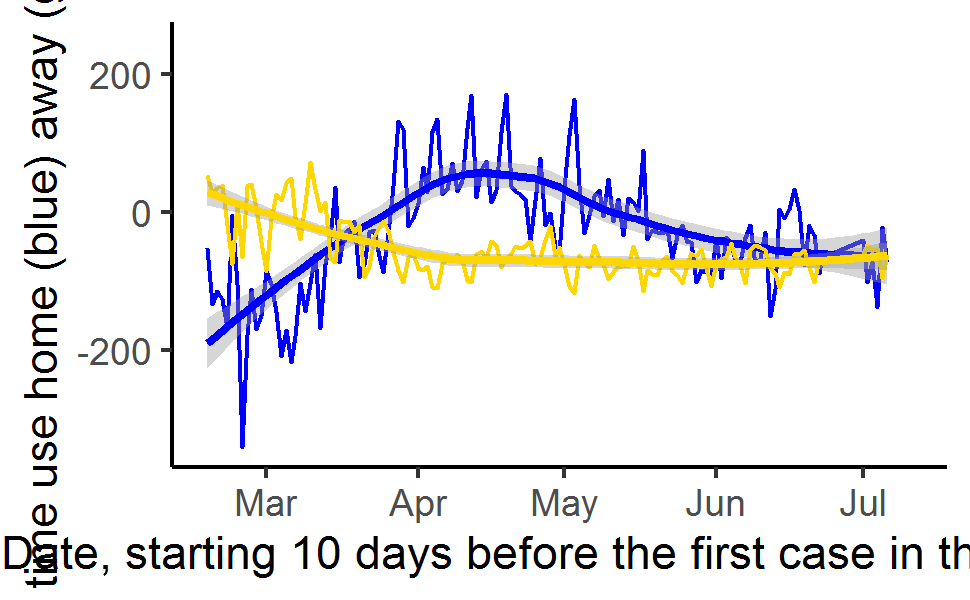 time use home (blue) away (
200
0
-200
Mar Apr May Jun Jul
Date, starting 10 days before the first case in th